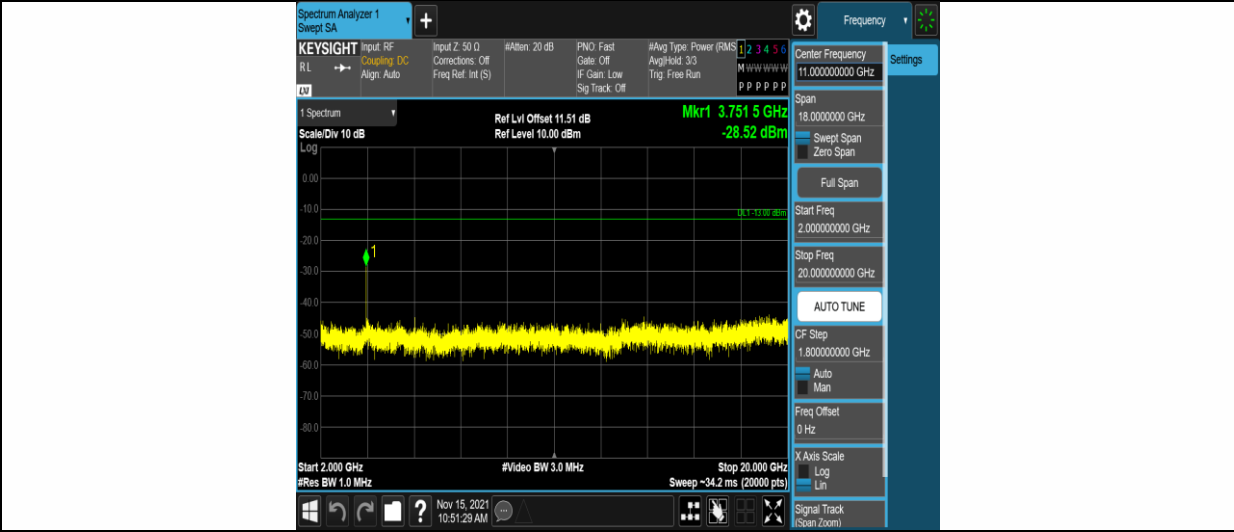 Spectrum Analyzer 1
Swept SA
+
Frequency
KEYSIGHT
RL
LXI
Input: RF
Coupling: DC
Align: Auto
Input Z: 50 Ω
Corrections: Off
Freq Ref: Int (S)
#Atten: 20 dB
PNO: Fast
Gate: Off
IF Gain: Low
Sig Track: Off
#Avg Type: Power (RMS
Avg|Hold: 3/3
Trig: Free Run
1 2 3 4 5 6
M W W W W W
P P P P P P
Center Frequency
11.000000000 GHz
Settings
Span
18.0000000 GHz
Swept Span
Zero Span
Full Span
Start Freq
2.000000000 GHz
Stop Freq
20.000000000 GHz
AUTO TUNE
CF Step
1.800000000 GHz
Auto
Man
Freq Offset
0 Hz
X Axis Scale
Log
Lin
Signal Track
(Span Zoom)
1 Spectrum
Scale/Div 10 dB
Ref Lvl Offset 11.51 dB
Ref Level 10.00 dBm
Mkr1 3.751 5 GHz
-28.52 dBm
Log
0.00
-10.0
-20.0
-30.0
-40.0
-50.0
-60.0
-70.0
-80.0
DL1 -13.00 dBm
1
Start 2.000 GHz
#Res BW 1.0 MHz
#Video BW 3.0 MHz
Stop 20.000 GHz
Sweep ~34.2 ms (20000 pts)
?
Nov 15, 2021
10:51:29 AM